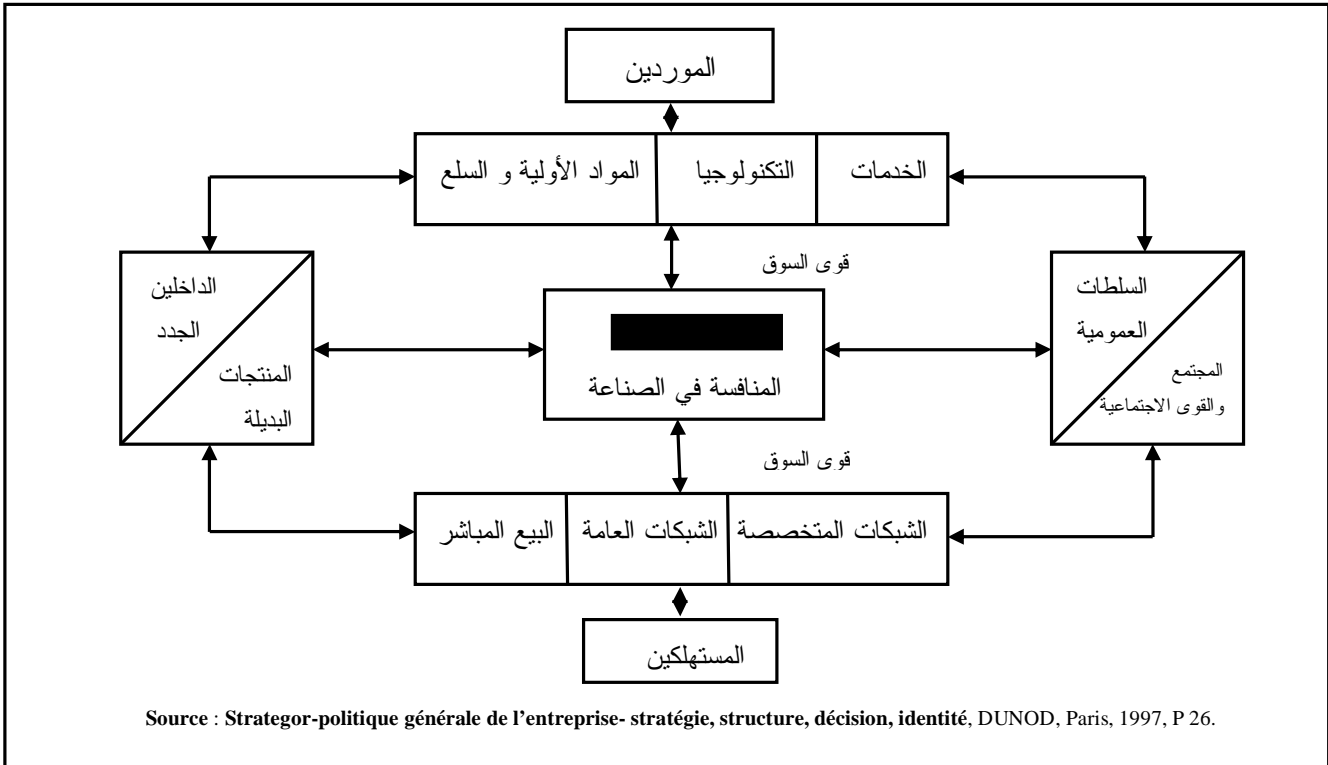 الموردين
الخدمات
التكنولوجيا
المواد الأولية و السلع
قوى السوق
السلطات
العمومية
المجتمع
والقوى الاجتماعية
المنافسة في الصناعة
الداخلين
الجدد
المنتجات
البديلة
قوى السوق
الشبكات المتخصصة
الشبكات العامة
البيع المباشر
المستهلكين
Source : Strategor-politique générale de l’entreprise- stratégie, structure, décision, identité, DUNOD, Paris, 1997, P 26.